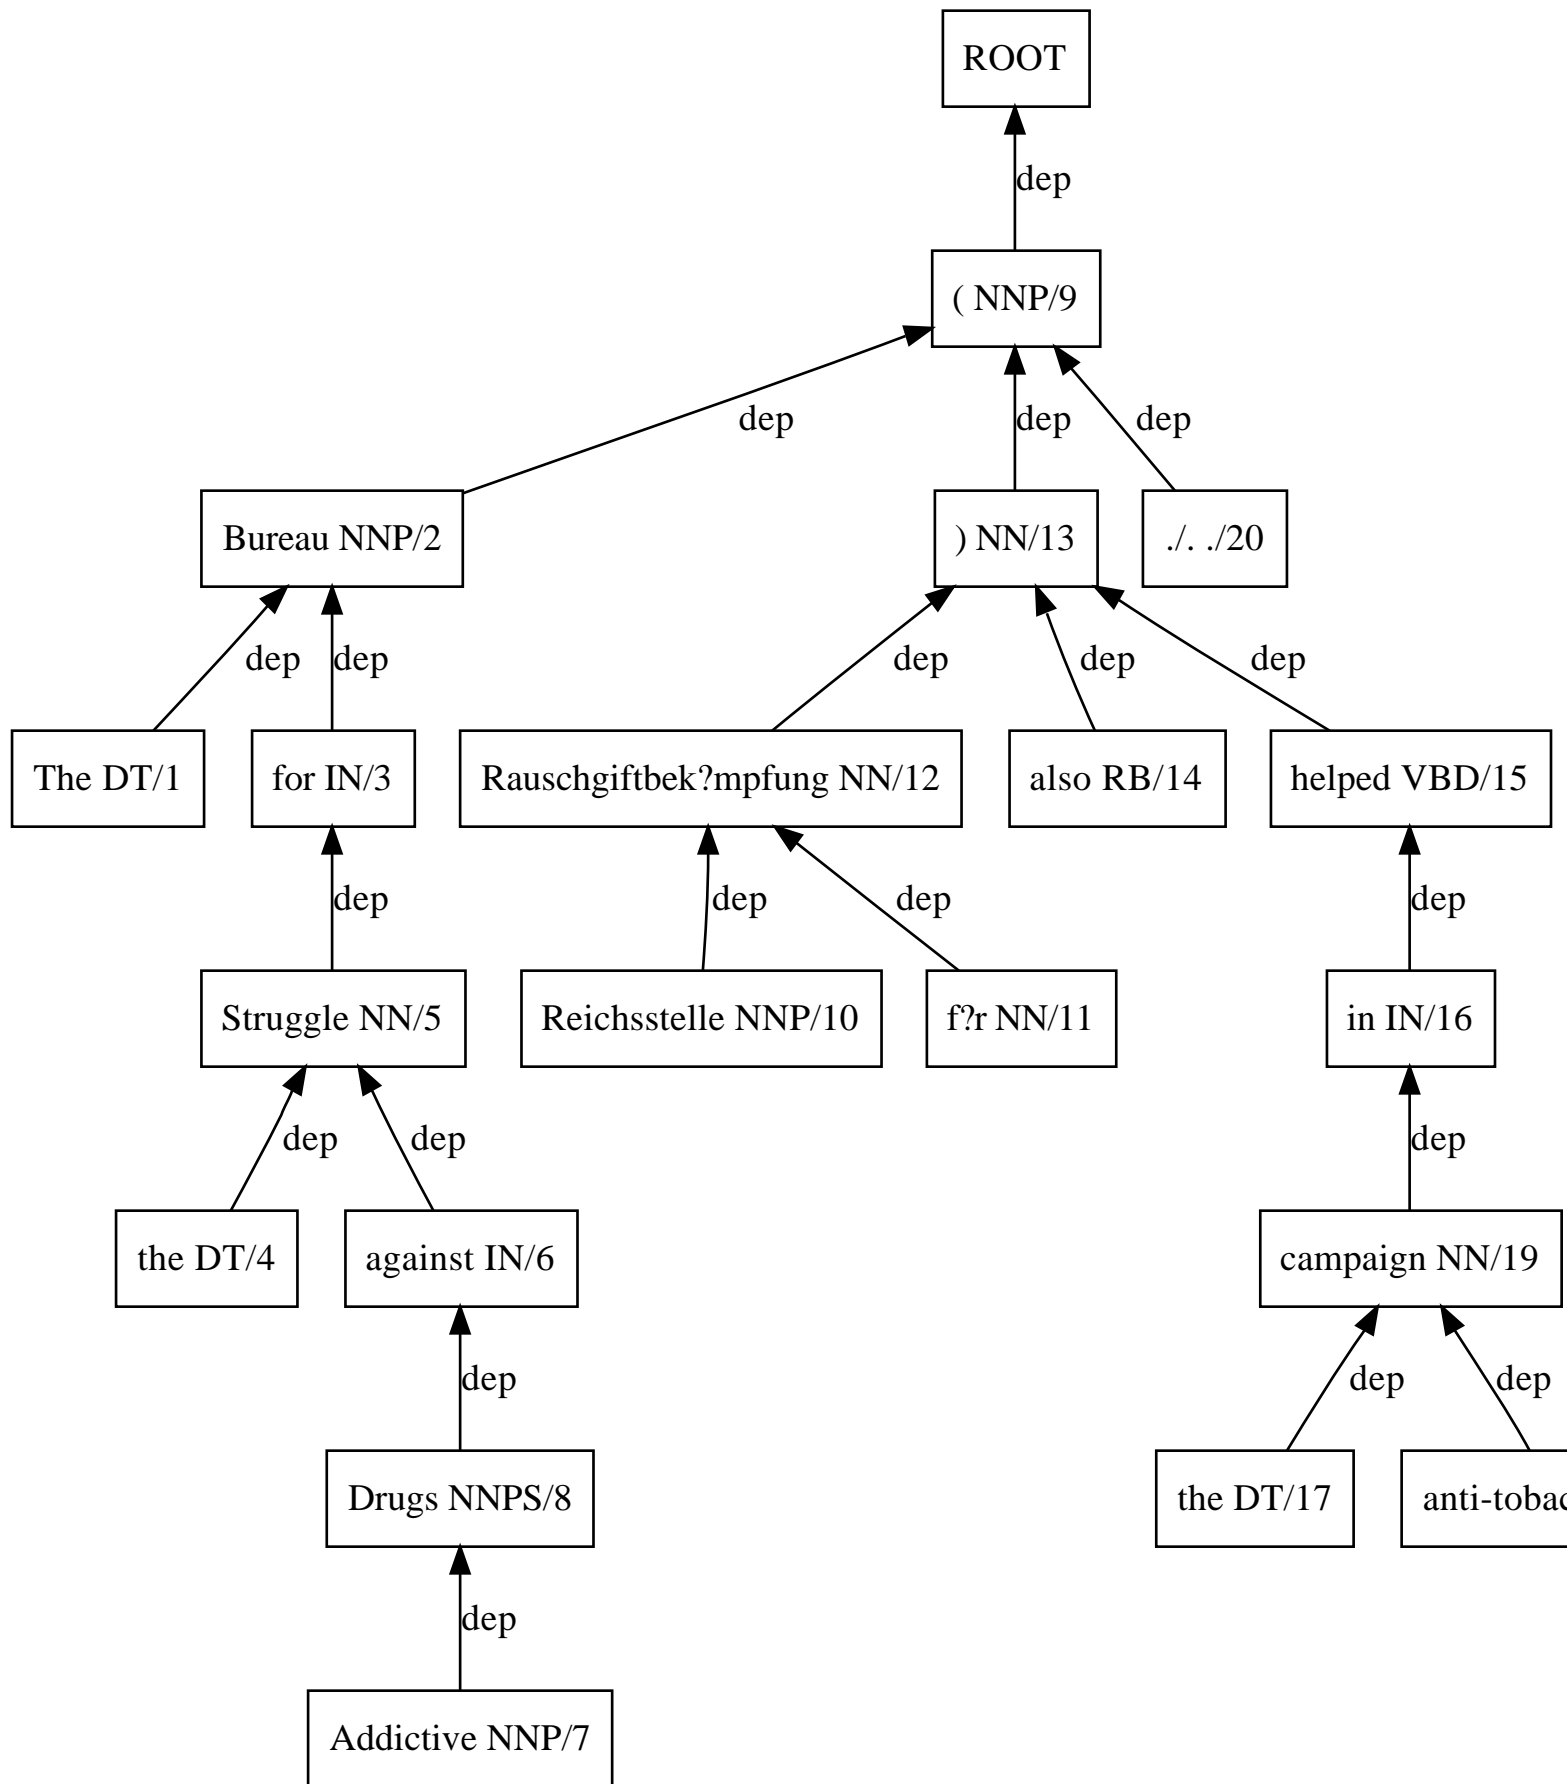 ROOT
dep
( NNP/9
dep dep dep
Bureau NNP/2 ) NN/13 ./. ./20
dep dep dep dep dep
The DT/1 for IN/3 Rauschgiftbek?mpfung NN/12 also RB/14 helped VBD/15
dep dep dep dep
Struggle NN/5 Reichsstelle NNP/10 f?r NN/11 in IN/16
dep dep dep
the DT/4 against IN/6 campaign NN/19
dep dep dep
Drugs NNPS/8 the DT/17
dep
Addictive NNP/7